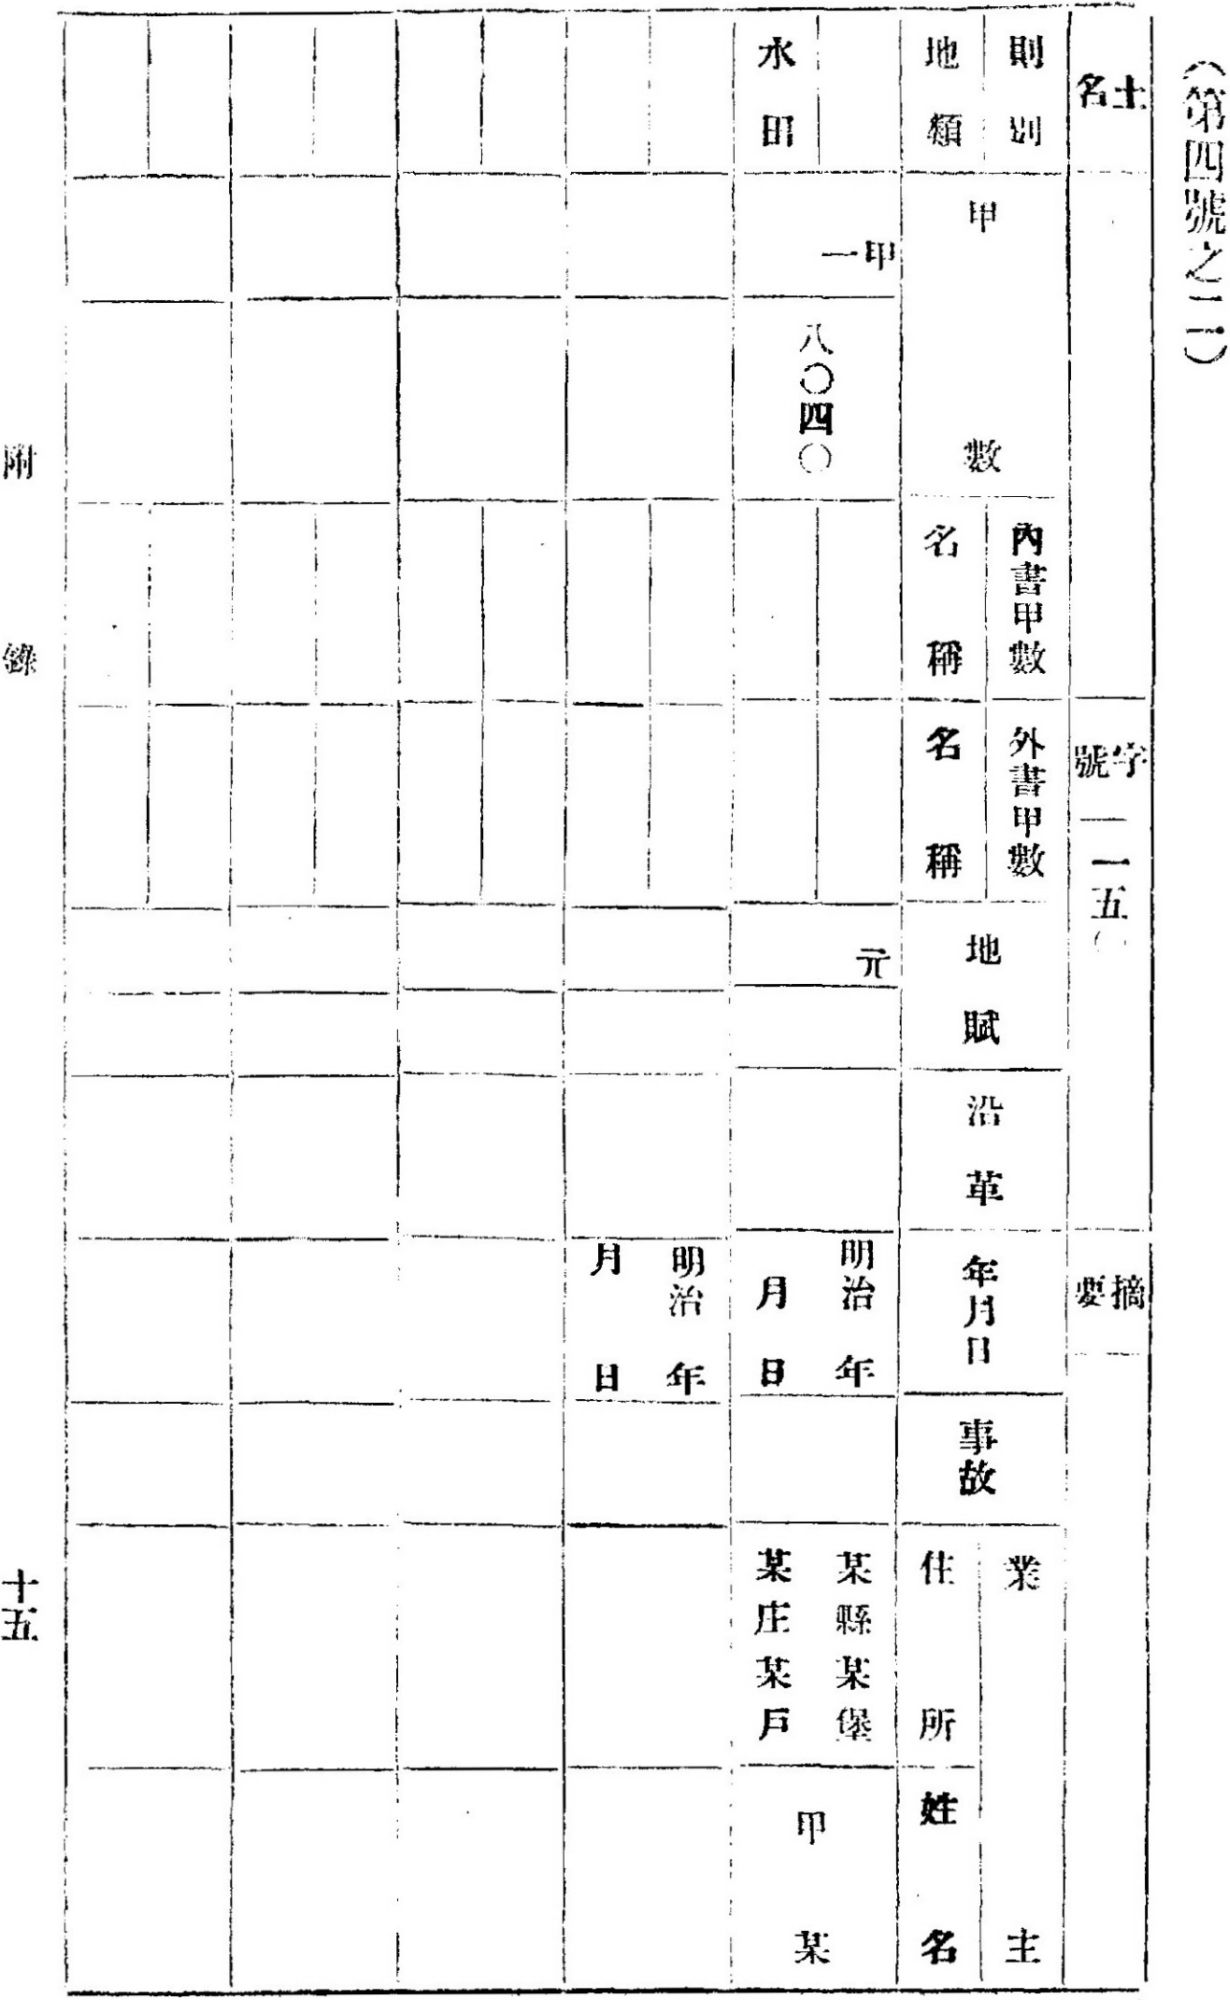 （第四號之二）
土名
字號
一一五〇
摘要
則別
地類
甲數
內書甲數
名稱
外書甲數
名稱
地賦
沿革
年月日
事故
業主
住所
姓名
水田
一甲
八〇四〇
元
明治　年
月　日
某縣某堡
某庄某戶
甲某
明治　年
月　日
附錄
十五